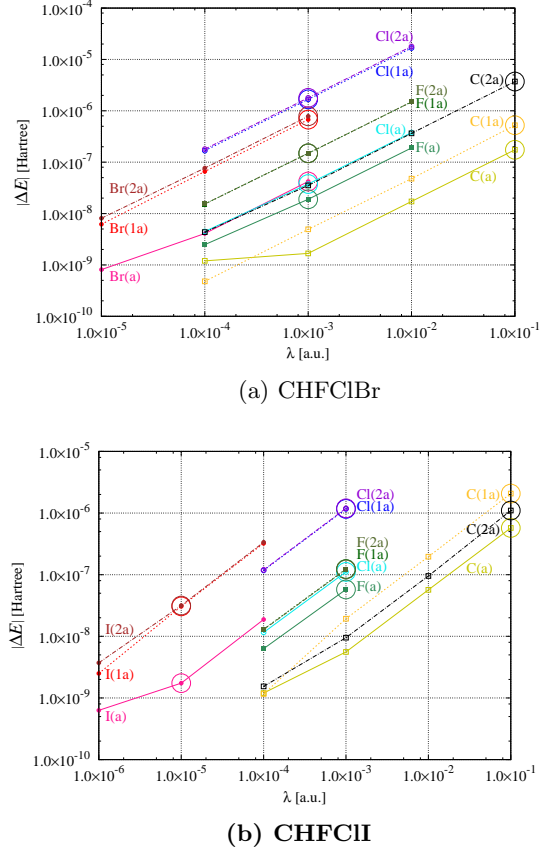 1.0×10⁻⁴
1.0×10⁻⁵
1.0×10⁻⁶
1.0×10⁻⁷
1.0×10⁻⁸
1.0×10⁻⁹
1.0×10⁻¹⁰
|ΔE| [Hartree]
Cl(2a)
Cl(1a)
C(2a)
F(2a)
F(1a)
C(1a)
Cl(a)
F(a)
C(a)
Br(2a)
Br(1a)
Br(a)
1.0×10⁻⁵ 1.0×10⁻⁴ 1.0×10⁻³ 1.0×10⁻² 1.0×10⁻¹
λ [a.u.]
(a) CHFClBr
1.0×10⁻⁵
1.0×10⁻⁶
1.0×10⁻⁷
1.0×10⁻⁸
1.0×10⁻⁹
1.0×10⁻¹⁰
|ΔE| [Hartree]
Cl(2a)
Cl(1a)
C(1a)
C(2a)
F(2a)
F(1a)
Cl(a)
C(a)
F(a)
I(2a)
I(1a)
I(a)
1.0×10⁻⁶ 1.0×10⁻⁵ 1.0×10⁻⁴ 1.0×10⁻³ 1.0×10⁻² 1.0×10⁻¹
λ [a.u.]
(b) CHFClI